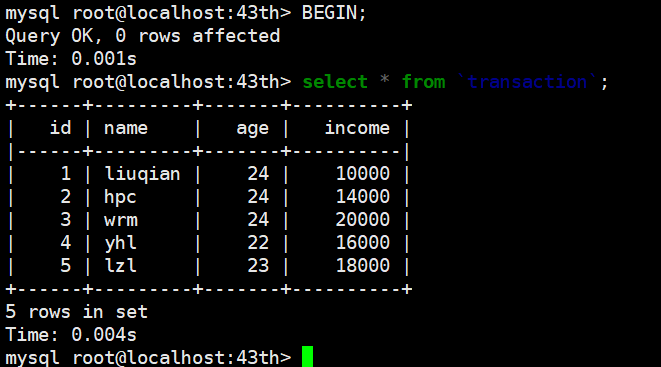 mysql root@localhost:43th> BEGIN;
Query OK, 0 rows affected
Time: 0.001s
mysql root@localhost:43th> select * from `transaction`;
+------+---------+-------+----------+
|   id | name    |   age |   income |
|------+---------+-------+----------|
|    1 | liuqian |    24 |    10000 |
|    2 | hpc     |    24 |    14000 |
|    3 | wrm     |    24 |    20000 |
|    4 | yhl     |    22 |    16000 |
|    5 | lzl     |    23 |    18000 |
+------+---------+-------+----------+
5 rows in set
Time: 0.004s
mysql root@localhost:43th>